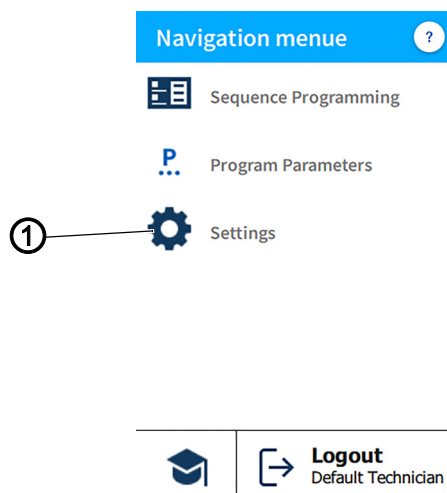 Navigation menue ?
Sequence Programming
P
Program Parameters
1
Settings
Logout
Default Technician